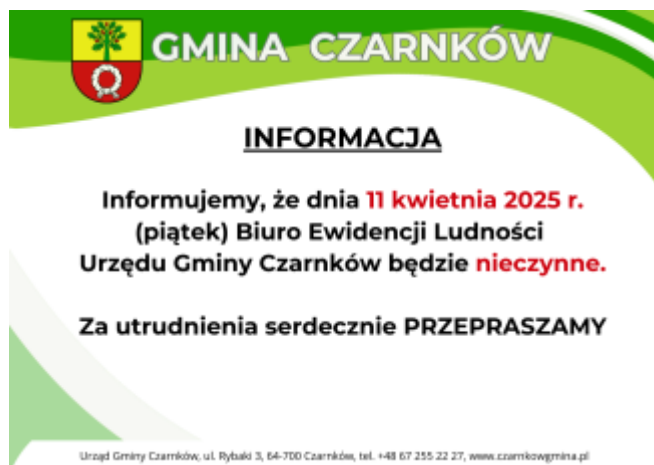 GMINA CZARNKÓW
INFORMACJA
Informujemy, że dnia 11 kwietnia 2025 r.
(piątek) Biuro Ewidencji Ludności
Urzędu Gminy Czarnków będzie nieczynne.
Za utrudnienia serdecznie PRZEPRASZAMY
Urząd Gminy Czarnków, ul. Rybaki 3, 64-700 Czarnków, tel. +48 67 255 22 27, www.czarnkowgmina.pl